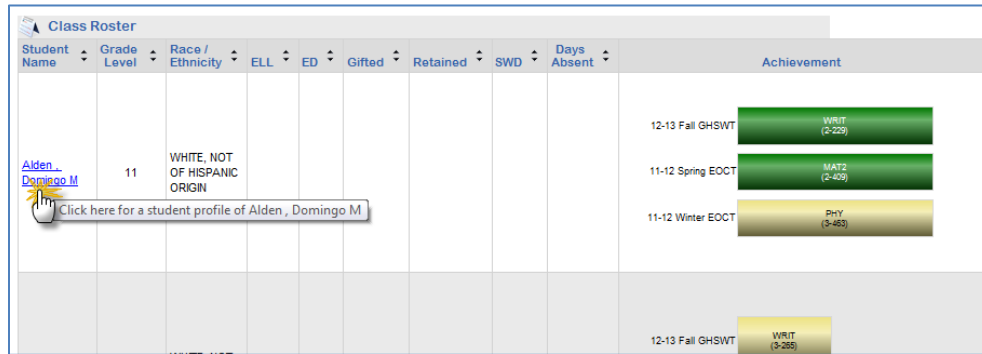 Class Roster
Student Name
Grade Level
Race / Ethnicity
ELL
ED
Gifted
Retained
SWD
Days Absent
Achievement
Alden ,
Domingo M
11
WHITE, NOT
OF HISPANIC
ORIGIN
12-13 Fall GHSWT
WRIT
(2-229)
11-12 Spring EOCT
MAT2
(2-409)
11-12 Winter EOCT
PHY
(3-463)
Click here for a student profile of Alden , Domingo M
12-13 Fall GHSWT
WRIT
(3-265)